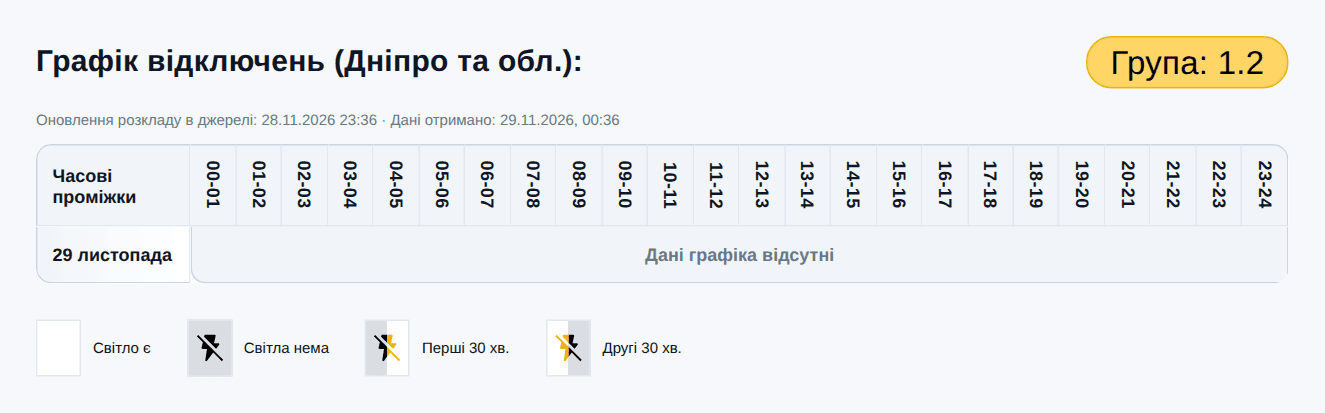 Графік відключень (Дніпро та обл.):
Група: 1.2
Оновлення розкладу в джерелі: 28.11.2026 23:36 · Дані отримано: 29.11.2026, 00:36
Часові
проміжки
00-01
01-02
02-03
03-04
04-05
05-06
06-07
07-08
08-09
09-10
10-11
11-12
12-13
13-14
14-15
15-16
16-17
17-18
18-19
19-20
20-21
21-22
22-23
23-24
29 листопада
Дані графіка відсутні
Світло є
Світла нема
Перші 30 хв.
Другі 30 хв.